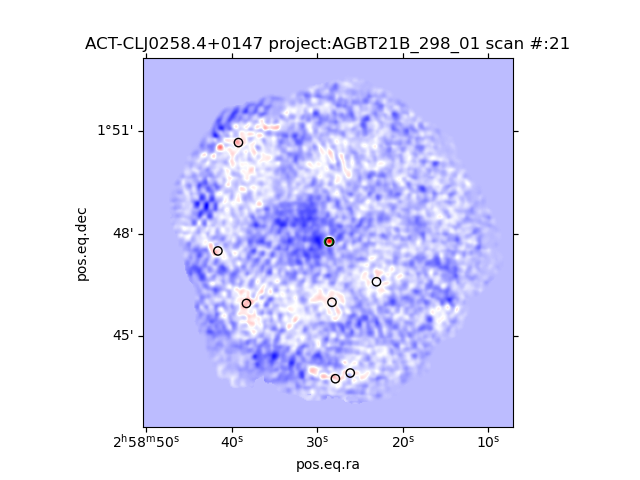 ACT-CLJ0258.4+0147 project:AGBT21B_298_01 scan #:21
1°51'
48'
45'
pos.eq.dec
2ʰ58ᵐ50ˢ 40ˢ 30ˢ 20ˢ 10ˢ
pos.eq.ra